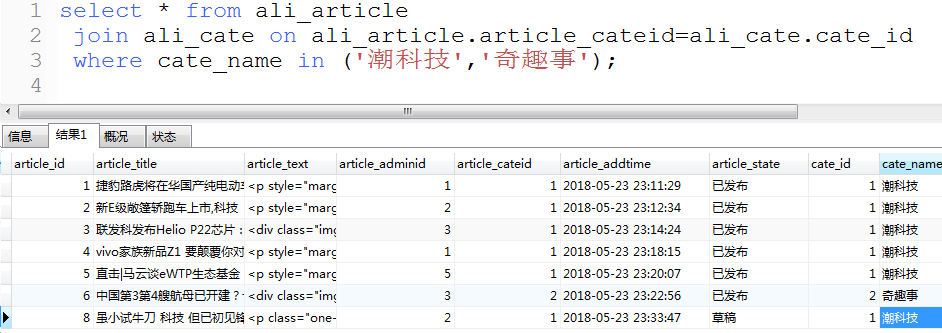 1 select * from ali_article
2 join ali_cate on ali_article.article_cateid=ali_cate.cate_id
3 where cate_name in ('潮科技','奇趣事');
4
信息 结果1 概况 状态
article_id article_title article_text article_adminid article_cateid article_addtime article_state cate_id cate_name
1 捷豹路虎将在华国产纯电动车 <p style="marg 1 1 2018-05-23 23:11:29 已发布 1 潮科技
2 新E级敞篷轿跑车上市,科技 <p style="marg 2 1 2018-05-23 23:12:34 已发布 1 潮科技
3 联发科发布Helio P22芯片: <div class="img 3 1 2018-05-23 23:14:24 已发布 1 潮科技
4 vivo家族新品Z1 要颠覆你对 <p style="marg 1 1 2018-05-23 23:18:15 已发布 1 潮科技
5 直击|马云谈eWTP生态基金 <p style="marg 5 1 2018-05-23 23:20:07 已发布 1 潮科技
6 中国第3第4艘航母已开建? <div class="img 3 2 2018-05-23 23:22:56 已发布 2 奇趣事
8 虽小试牛刀 科技 但已初见锋 <p class="one- 2 1 2018-05-23 23:33:47 草稿 1 潮科技